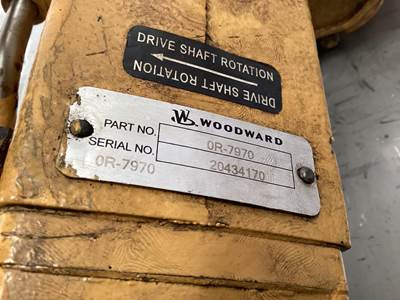 DRIVE SHAFT ROTATION
DRIVE SHAFT ROTATION
W WOODWARD
PART NO. 0R-7970
SERIAL NO. 20434170
0R-7970